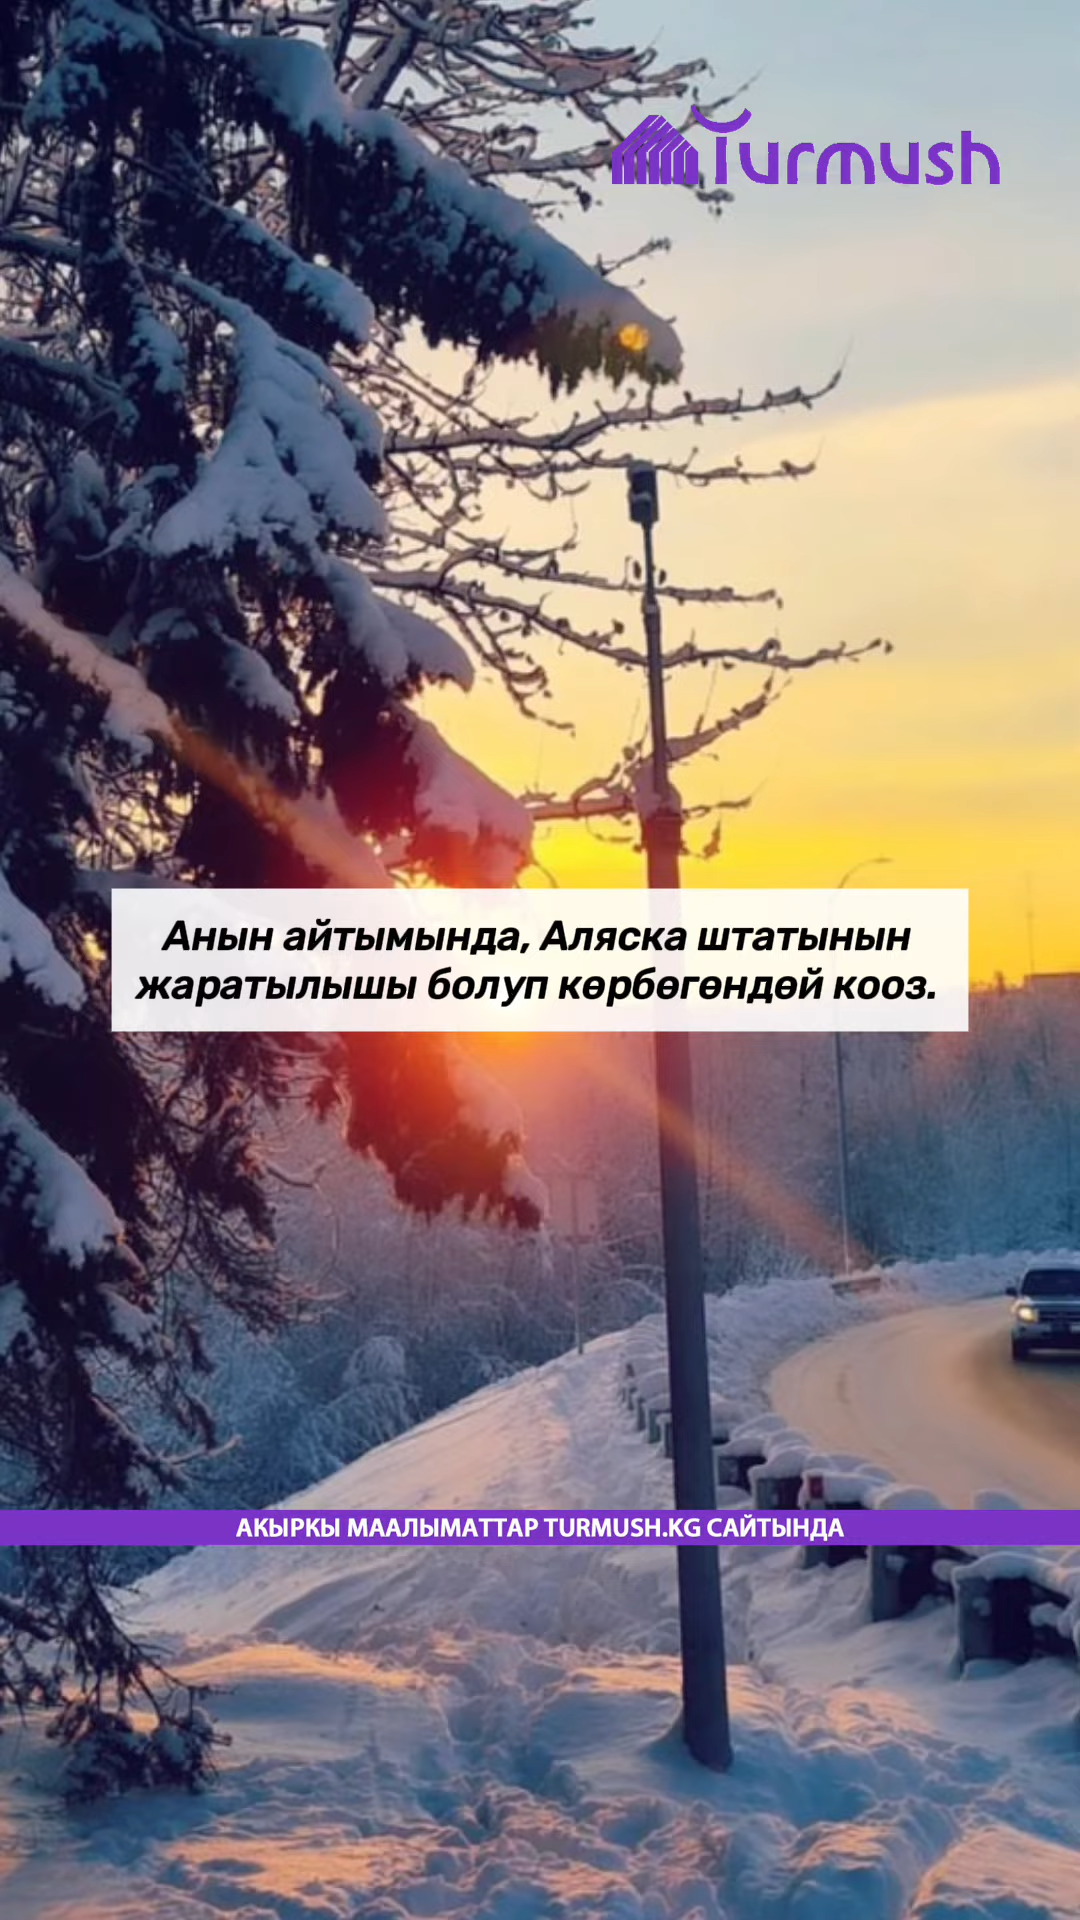 Turmush
Анын айтымында, Аляска штатынын
жаратылышы болуп көрбөгөндөй кооз.
АКЫРКЫ МААЛЫМАТТАР TURMUSH.KG САЙТЫНДА